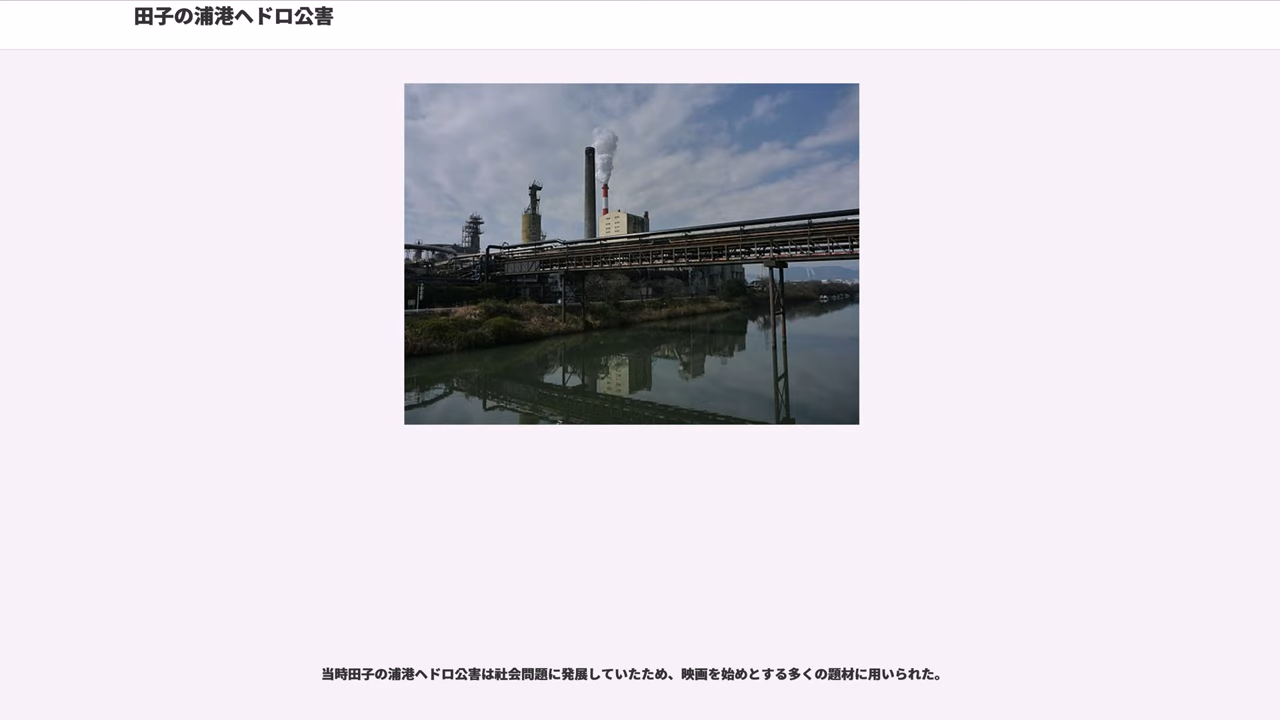 田子の浦港ヘドロ公害
当時田子の浦港ヘドロ公害は社会問題に発展していたため、映画を始めとする多くの題材に用いられた。